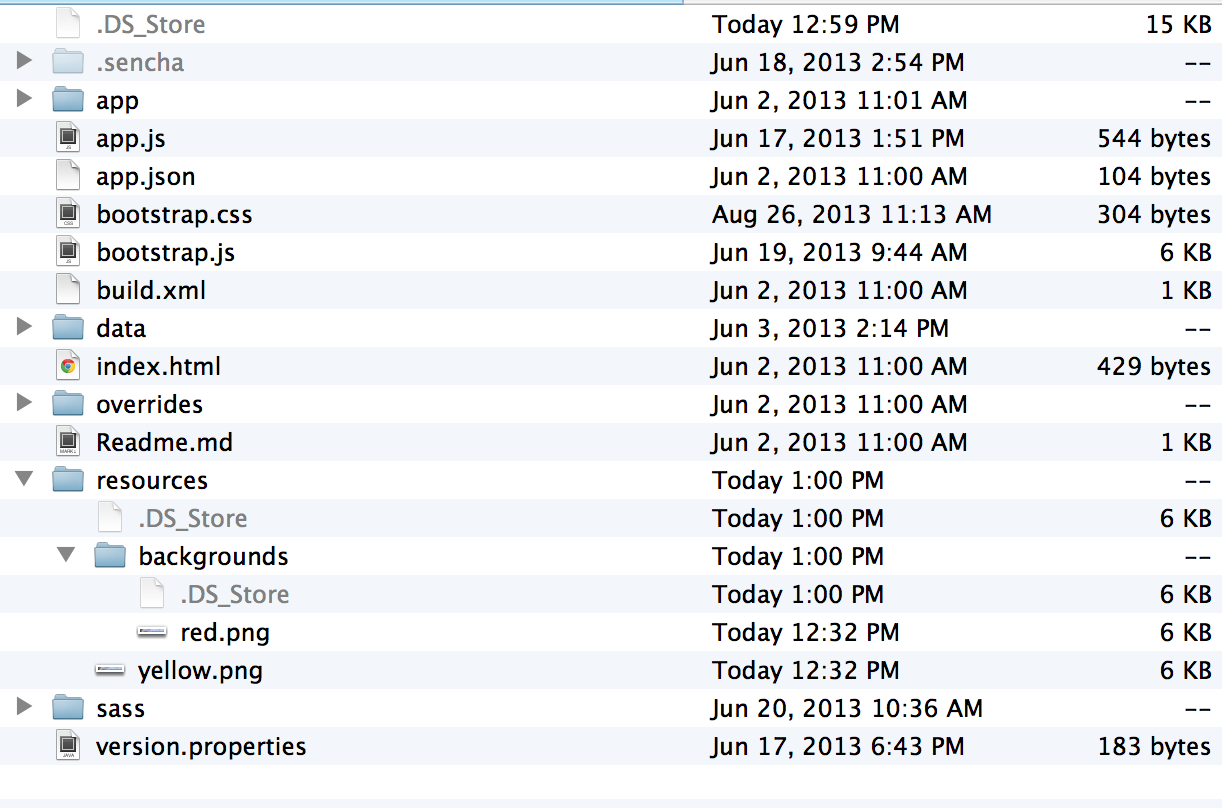 .DS_Store Today 12:59 PM 15 KB
.sencha Jun 18, 2013 2:54 PM --
app Jun 2, 2013 11:01 AM --
app.js Jun 17, 2013 1:51 PM 544 bytes
app.json Jun 2, 2013 11:00 AM 104 bytes
bootstrap.css Aug 26, 2013 11:13 AM 304 bytes
bootstrap.js Jun 19, 2013 9:44 AM 6 KB
build.xml Jun 2, 2013 11:00 AM 1 KB
data Jun 3, 2013 2:14 PM --
index.html Jun 2, 2013 11:00 AM 429 bytes
overrides Jun 2, 2013 11:00 AM --
Readme.md Jun 2, 2013 11:00 AM 1 KB
resources Today 1:00 PM --
.DS_Store Today 1:00 PM 6 KB
backgrounds Today 1:00 PM --
.DS_Store Today 1:00 PM 6 KB
red.png Today 12:32 PM 6 KB
yellow.png Today 12:32 PM 6 KB
sass Jun 20, 2013 10:36 AM --
version.properties Jun 17, 2013 6:43 PM 183 bytes